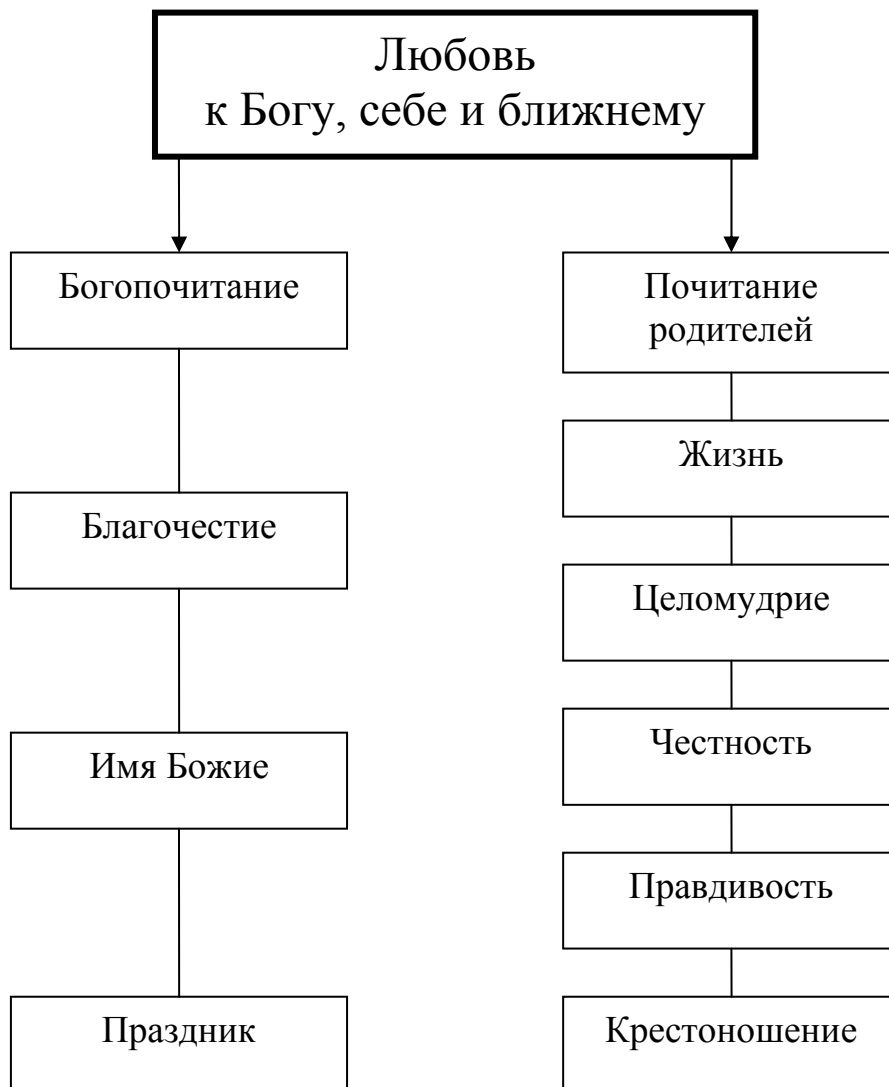 Любовь
к Богу, себе и ближнему
Богопочитание
Благочестие
Имя Божие
Праздник
Почитание
родителей
Жизнь
Целомудрие
Честность
Правдивость
Крестоношение